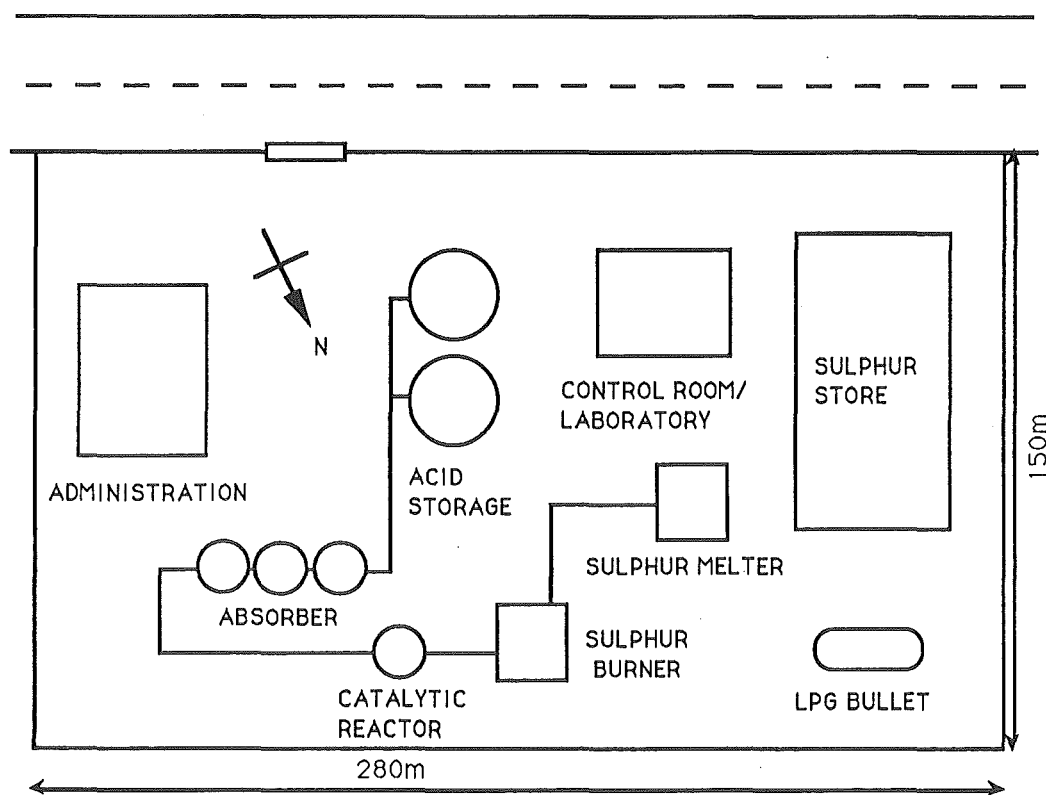 N
SULPHUR
STORE
CONTROL ROOM/
LABORATORY
150m
ACID
STORAGE
ADMINISTRATION
SULPHUR MELTER
ABSORBER
SULPHUR
BURNER
CATALYTIC
REACTOR
LPG BULLET
280m